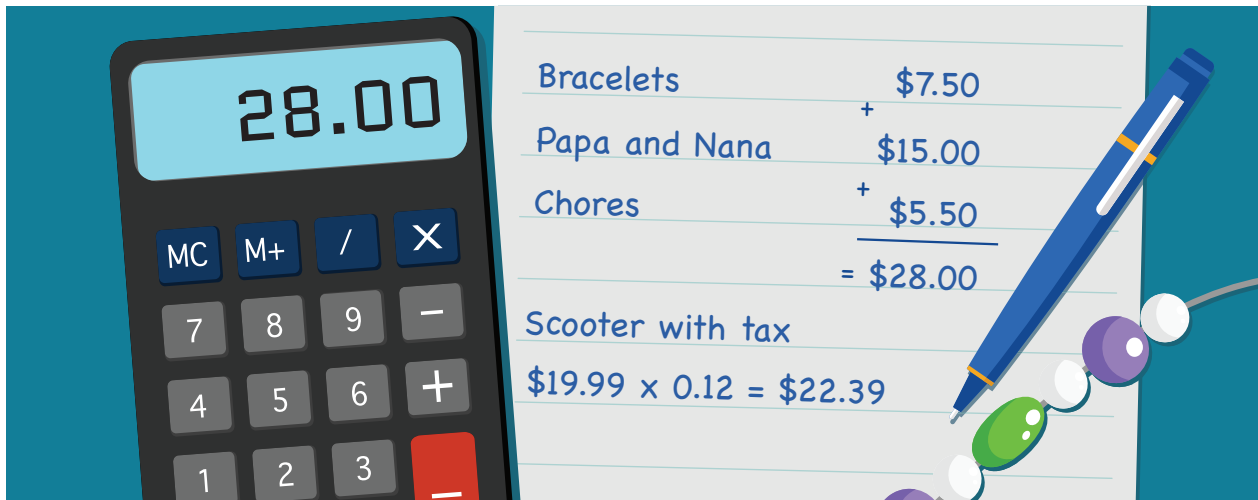 28.00
MC M+ / X
7 8 9 −
4 5 6 +
1 2 3 =
Bracelets $7.50
+
Papa and Nana $15.00
+
Chores $5.50
= $28.00
Scooter with tax
$19.99 x 0.12 = $22.39